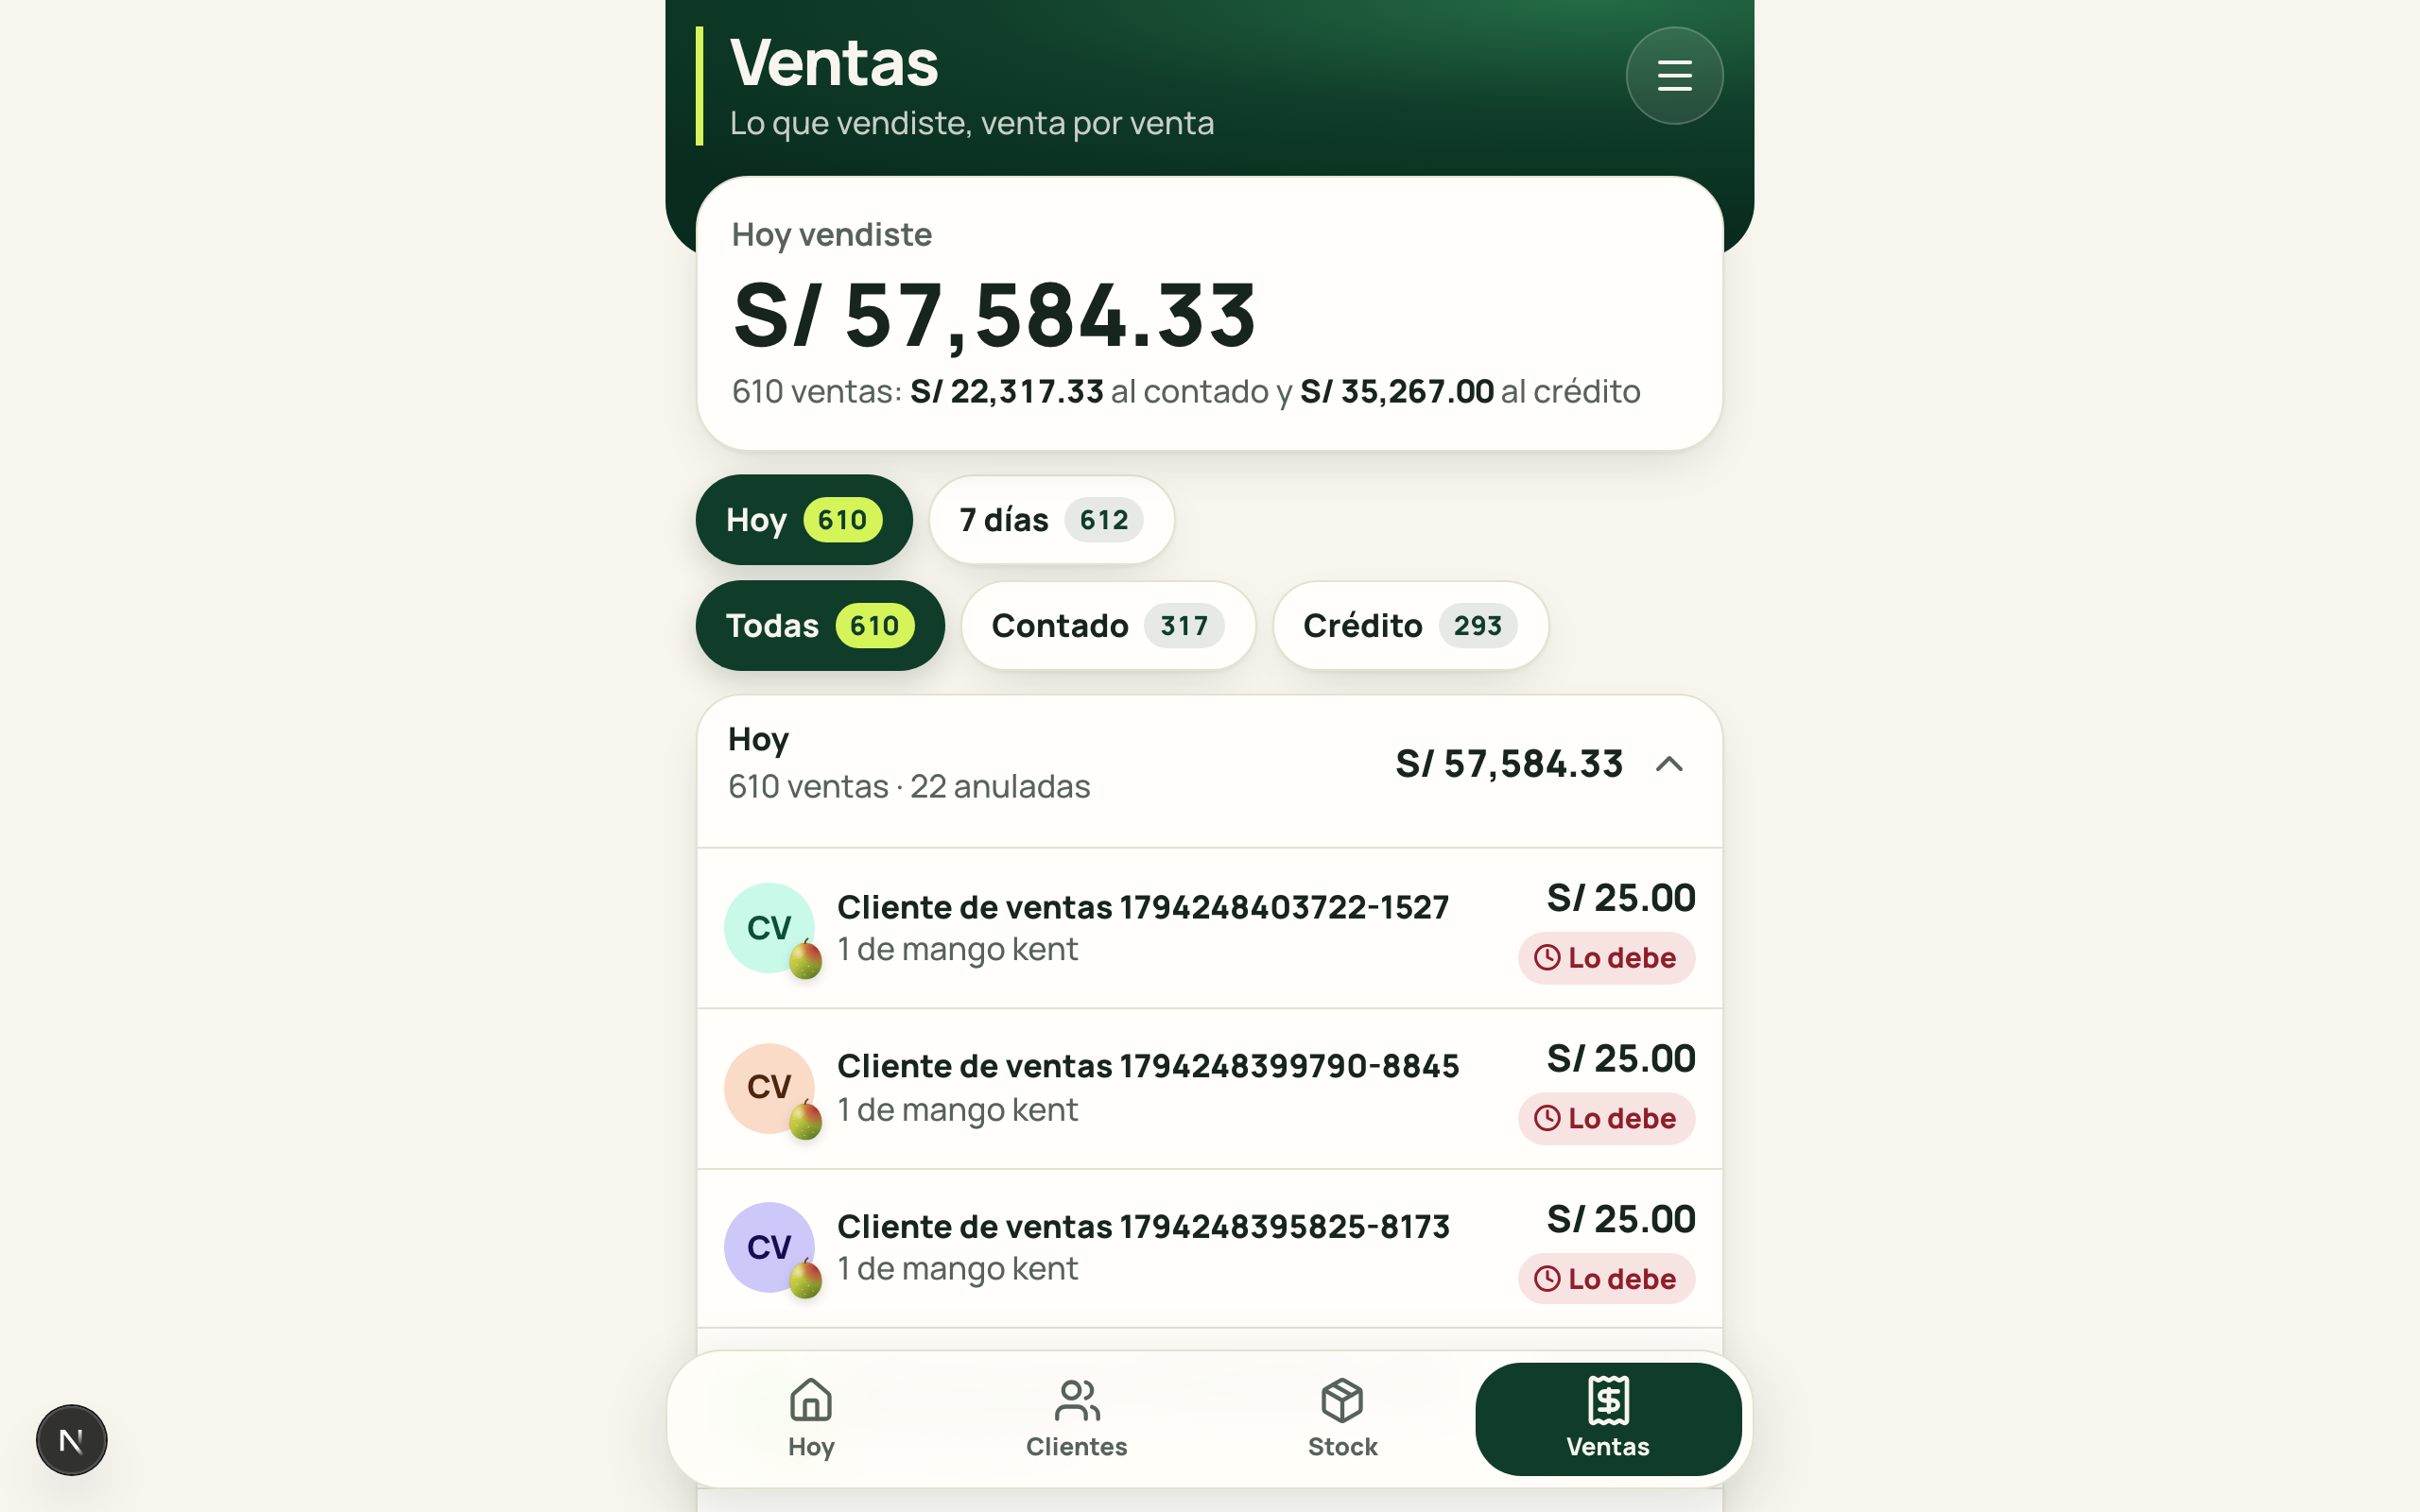 Ventas
Lo que vendiste, venta por venta
Hoy vendiste
S/ 57,584.33
610 ventas: S/ 22,317.33 al contado y S/ 35,267.00 al crédito
Hoy 610 7 días 612
Todas 610 Contado 317 Crédito 293
Hoy
610 ventas · 22 anuladas
S/ 57,584.33
CV
Cliente de ventas 1794248403722-1527
1 de mango kent
S/ 25.00
Lo debe
CV
Cliente de ventas 1794248399790-8845
1 de mango kent
S/ 25.00
Lo debe
CV
Cliente de ventas 1794248395825-8173
1 de mango kent
S/ 25.00
Lo debe
Hoy Clientes Stock Ventas
N